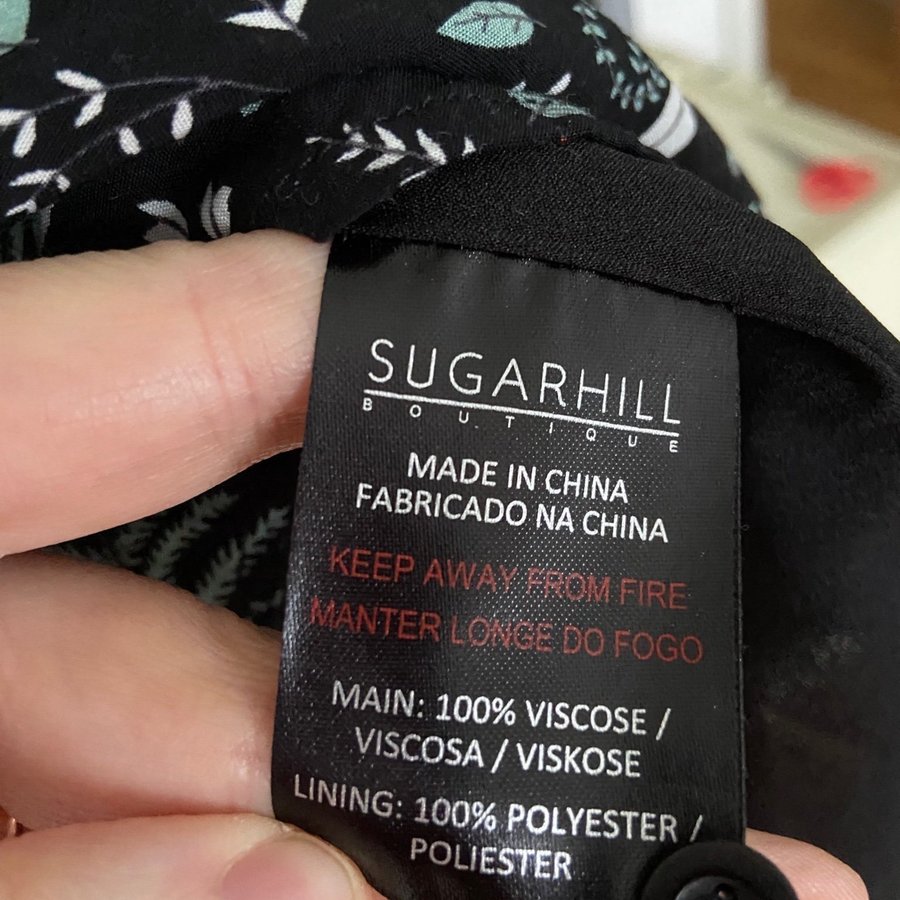 SUGARHILL
BOUTIQUE
MADE IN CHINA
FABRICADO NA CHINA
KEEP AWAY FROM FIRE
MANTER LONGE DO FOGO
MAIN: 100% VISCOSE /
VISCOSA / VISKOSE
LINING: 100% POLYESTER /
POLIESTER